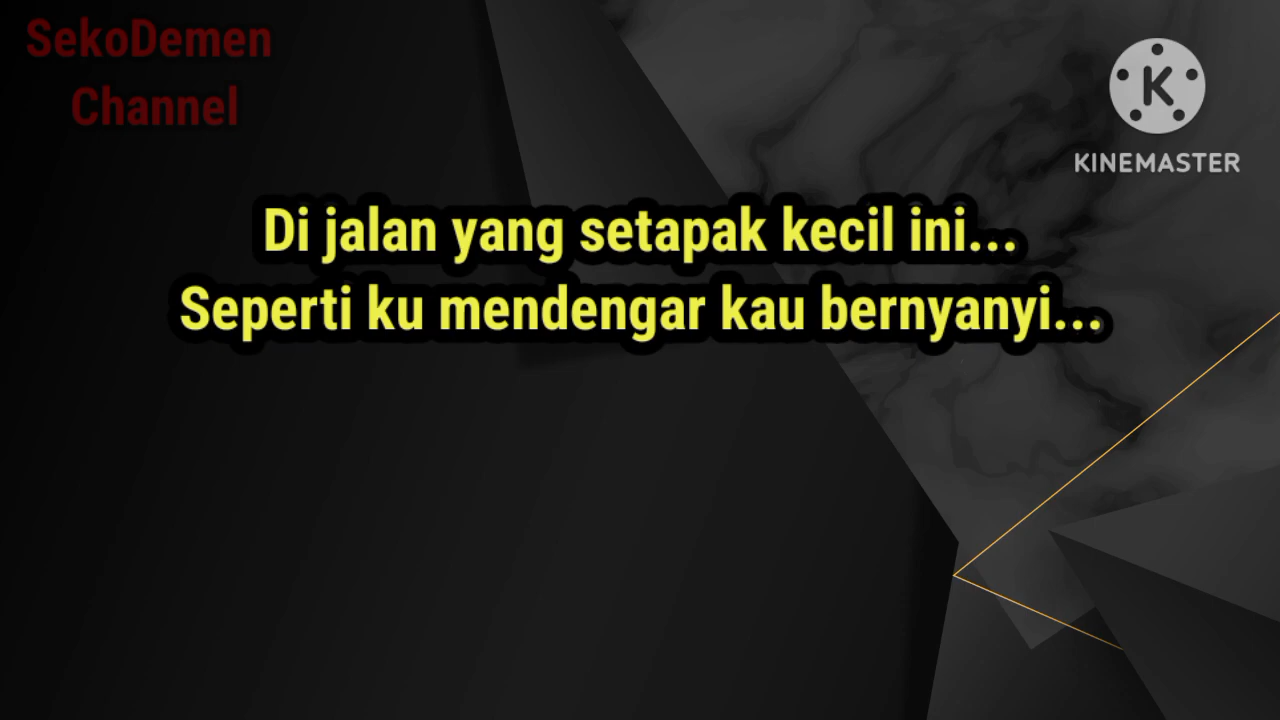 SekoDemen
Channel
K
KINEMASTER
Di jalan yang setapak kecil ini...
Seperti ku mendengar kau bernyanyi...